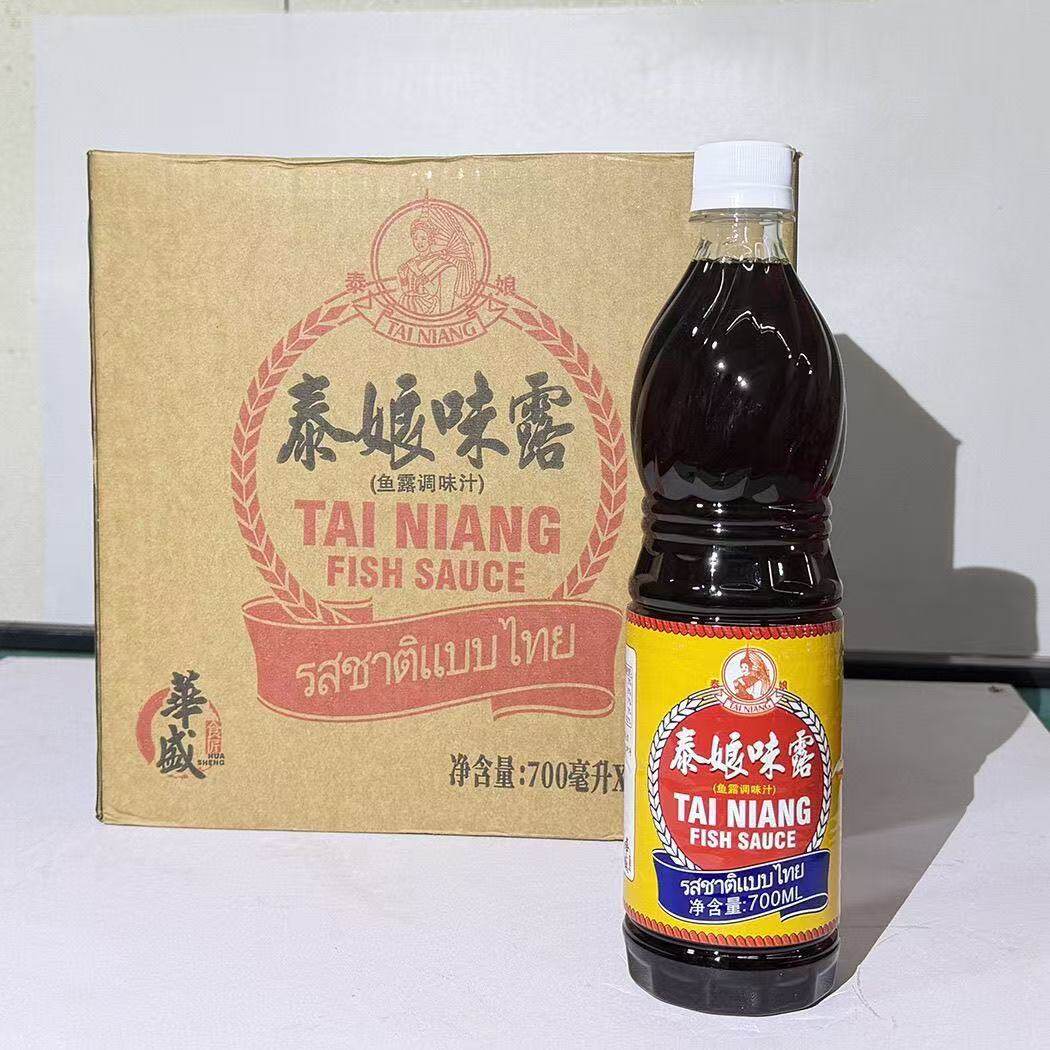 泰 娘
TAI NIANG
泰娘味露
(鱼露调味汁)
TAI NIANG
FISH SAUCE
รสชาติแบบไทย
華盛
食匠
HUA
SHENG
净含量:700毫升X
泰 娘
TAI NIANG
泰娘味露
(鱼露调味汁)
TAI NIANG
FISH SAUCE
รสชาติแบบไทย
净含量:700ML